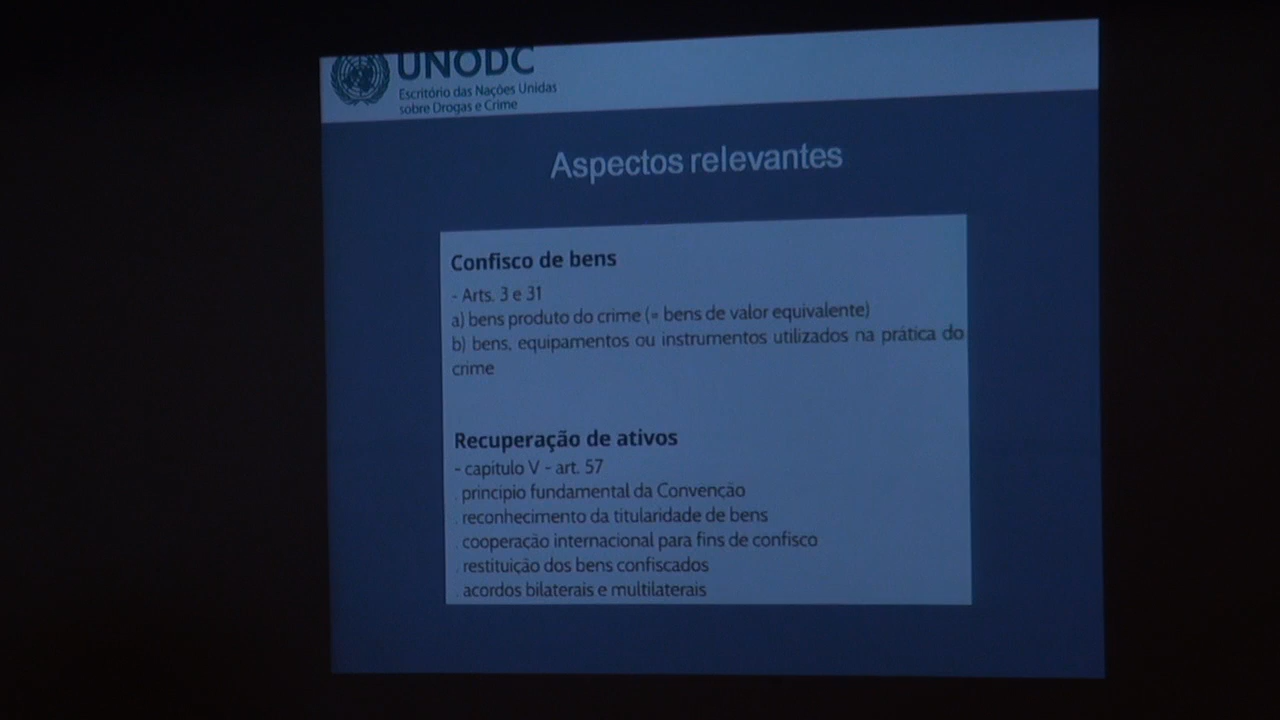 UNODC
Escritório das Nações Unidas
sobre Drogas e Crime
Aspectos relevantes
Confisco de bens
- Arts. 3 e 31
a) bens produto do crime (= bens de valor equivalente)
b) bens, equipamentos ou instrumentos utilizados na prática do
crime
Recuperação de ativos
- capitulo V - art. 57
. principio fundamental da Convenção
. reconhecimento da titularidade de bens
. cooperação internacional para fins de confisco
. restituição dos bens confiscados
. acordos bilaterais e multilaterais